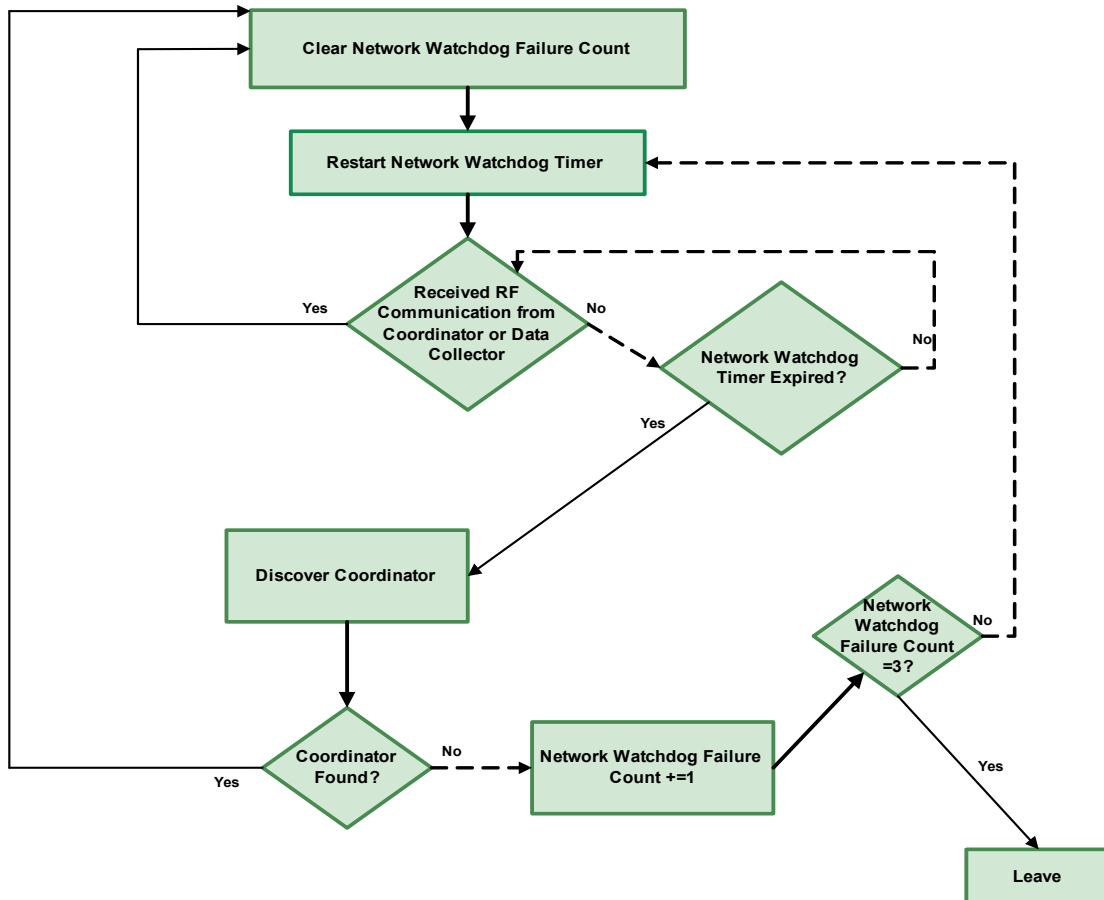 Clear Network Watchdog Failure Count
Restart Network Watchdog Timer
Received RF
Communication from
Coordinator or Data
Collector
Yes
No
Network Watchdog
Timer Expired?
No
Yes
Discover Coordinator
Network
Watchdog
Failure Count
=3?
No
Coordinator
Found?
Yes
No
Network Watchdog Failure
Count +=1
Yes
Leave